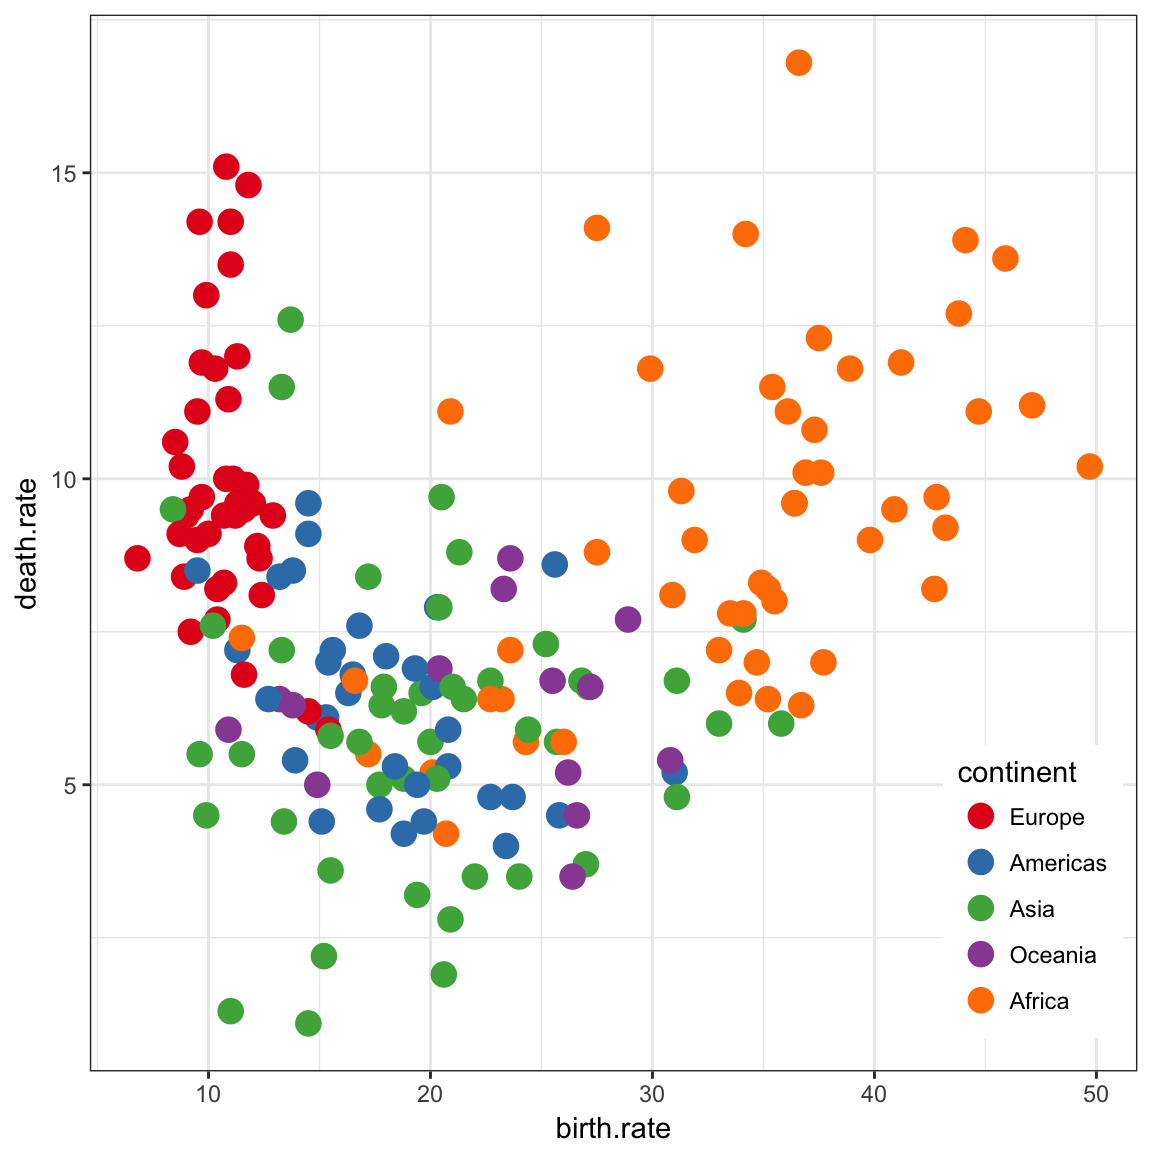 15
10
5
death.rate
10 20 30 40 50
birth.rate
continent
Europe
Americas
Asia
Oceania
Africa